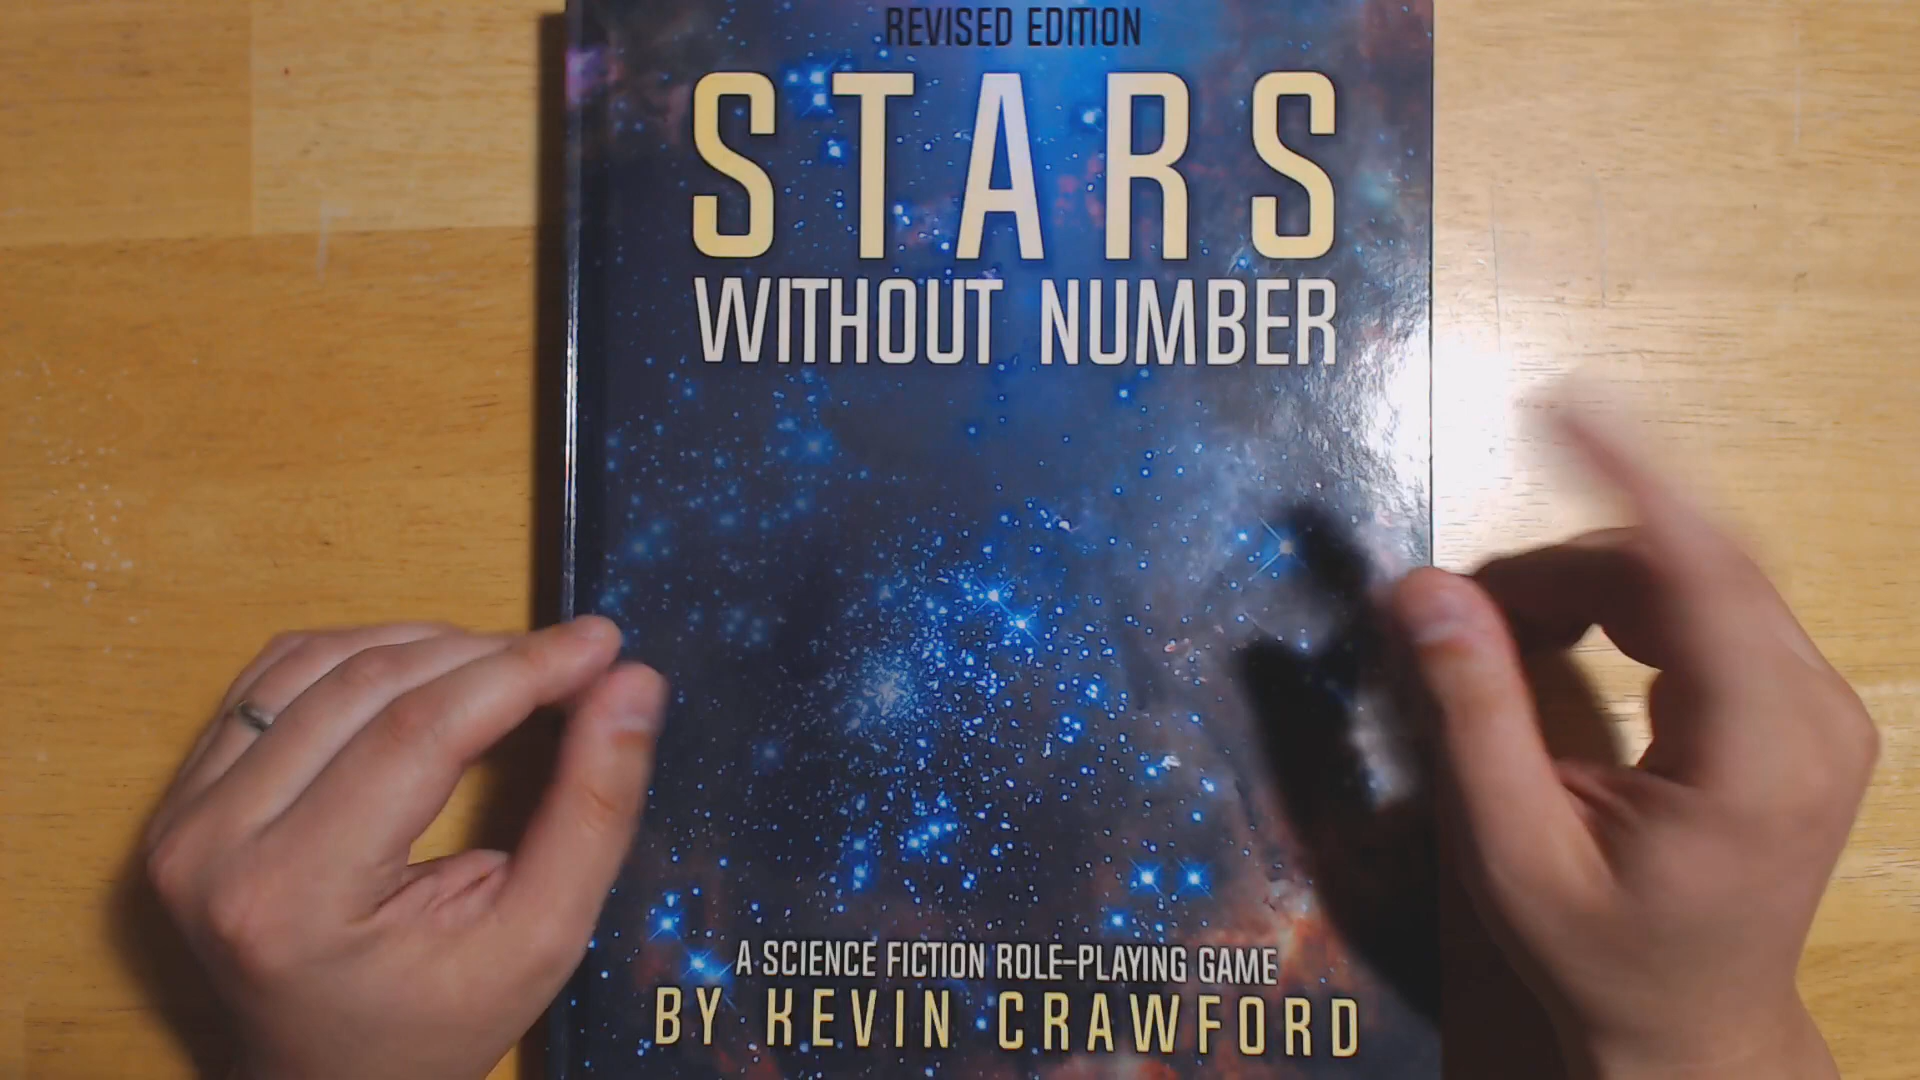 REVISED EDITION
STARS
WITHOUT NUMBER
A SCIENCE FICTION ROLE-PLAYING GAME
BY KEVIN CRAWFORD